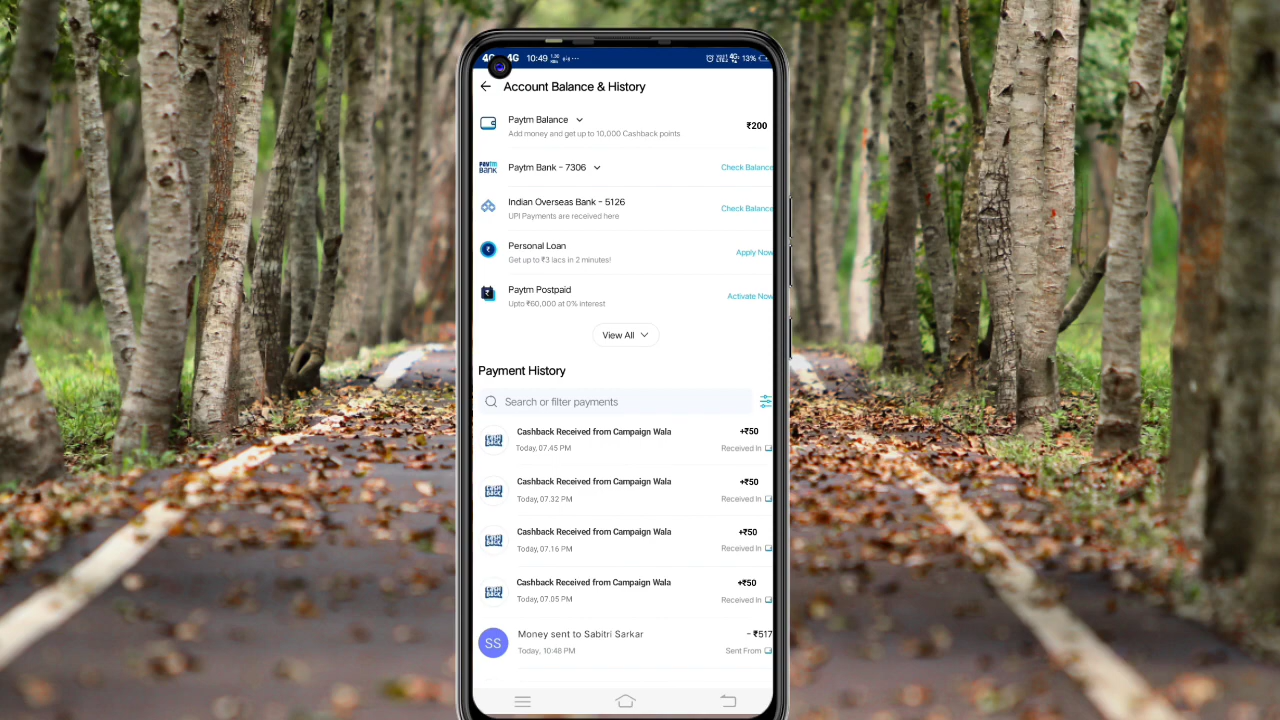 4G 4G 10:49
13%
Account Balance & History
Paytm Balance
Add money and get up to 10,000 Cashback points
₹200
PAYTM BANK
Paytm Bank - 7306
Check Balance
Indian Overseas Bank - 5126
UPI Payments are received here
Check Balance
Personal Loan
Get up to ₹3 lacs in 2 minutes!
Apply Now
Paytm Postpaid
Upto ₹60,000 at 0% interest
Activate Now
View All
Payment History
Search or filter payments
Cashback Received from Campaign Wala
+₹50
Today, 07.45 PM
Received In
Cashback Received from Campaign Wala
+₹50
Today, 07.32 PM
Received In
Cashback Received from Campaign Wala
+₹50
Today, 07.16 PM
Received In
Cashback Received from Campaign Wala
+₹50
Today, 07.05 PM
Received In
SS
Money sent to Sabitri Sarkar
- ₹517
Today, 10:48 PM
Sent From